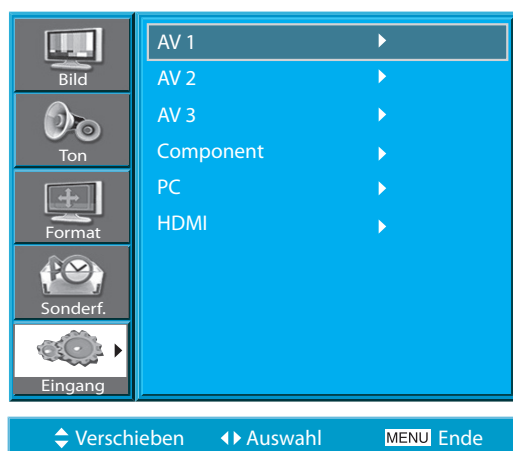 Bild
Ton
Format
Sonderf.
Eingang
AV 1
AV 2
AV 3
Component
PC
HDMI
Verschieben Auswahl MENU Ende